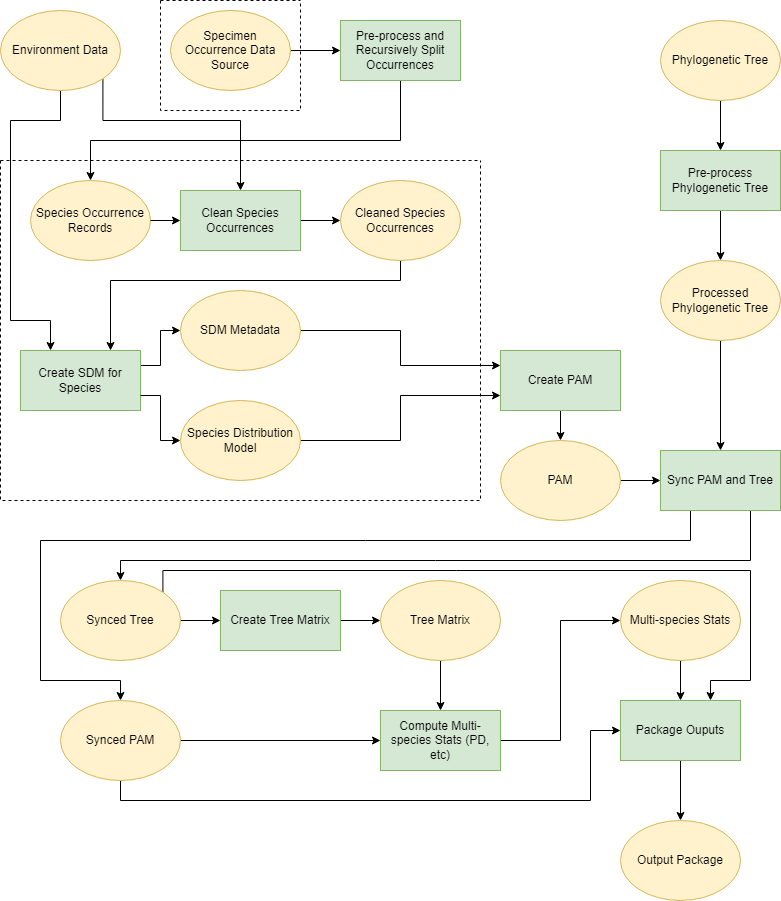 Environment Data
Specimen
Occurrence Data
Source
Pre-process and
Recursively Split
Occurrences
Phylogenetic Tree
Pre-process
Phylogenetic Tree
Species Occurrence
Records
Clean Species
Occurrences
Cleaned Species
Occurrences
Processed
Phylogenetic Tree
SDM Metadata
Create SDM for
Species
Create PAM
Species Distribution
Model
PAM
Sync PAM and Tree
Synced Tree
Create Tree Matrix
Tree Matrix
Multi-species Stats
Synced PAM
Compute Multi-
species Stats (PD,
etc)
Package Ouputs
Output Package